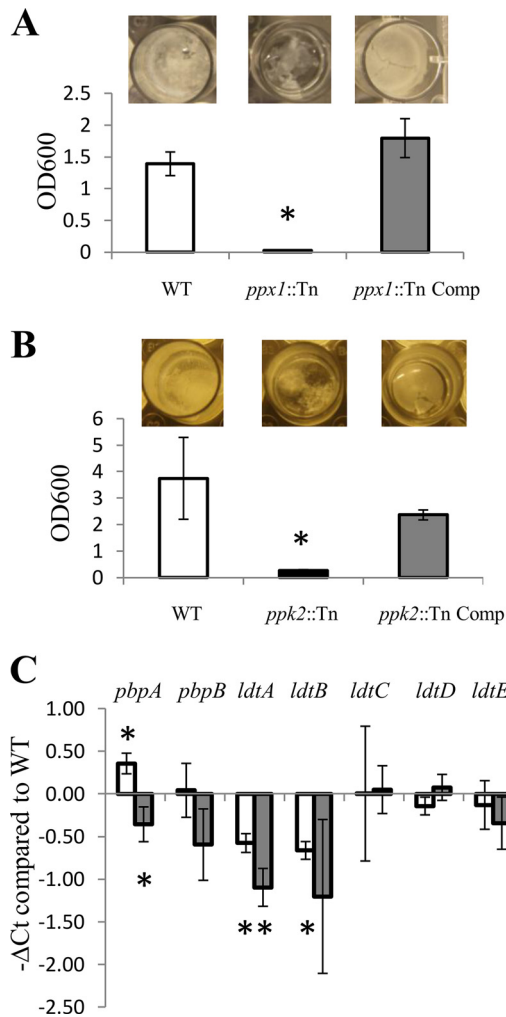 A
2.5
2
1.5
1
0.5
0
OD600
*
WT ppx1::Tn ppx1::Tn Comp
B
6
5
4
3
2
1
0
OD600
*
WT ppk2::Tn ppk2::Tn Comp
C
pbpA pbpB ldtA ldtB ldtC ldtD ldtE
1.00
0.50
0.00
-0.50
-1.00
-1.50
-2.00
-2.50
-ΔCt compared to WT
*
*
* * *